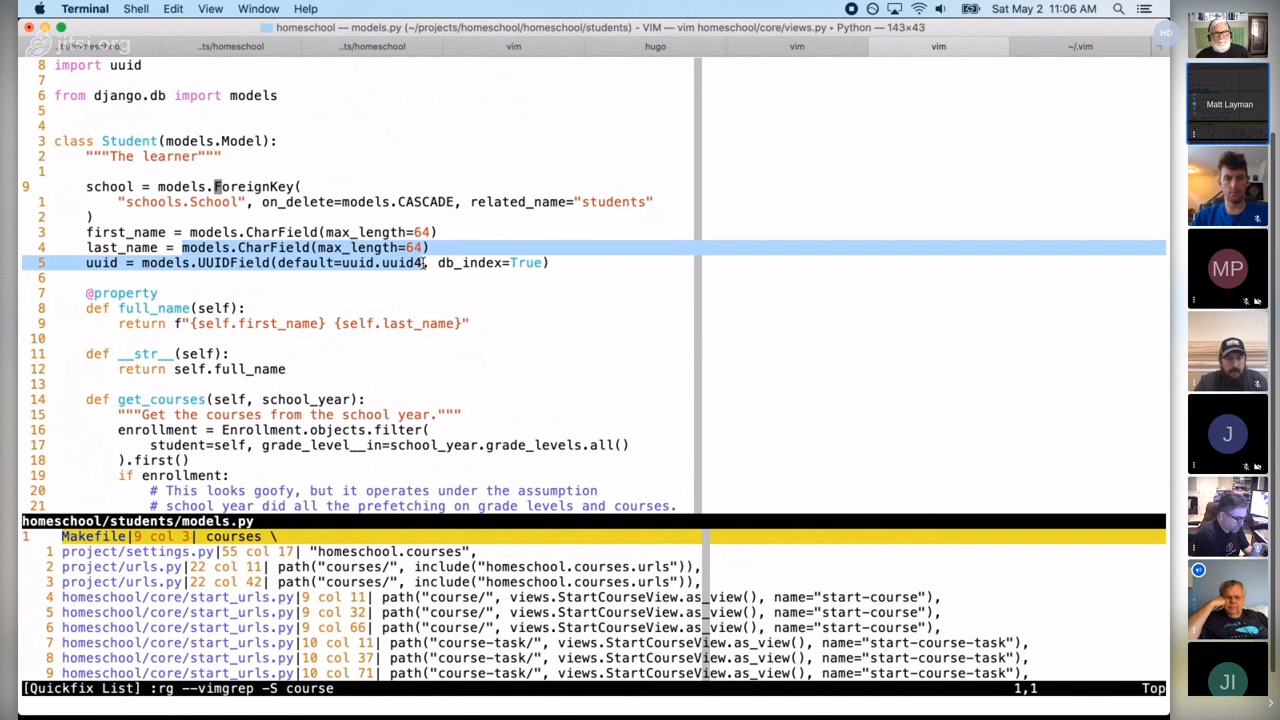 Terminal Shell Edit View Window Help Sat May 2 11:06 AM
homeschool — models.py (~/projects/homeschool/homeschool/students) - VIM — vim homeschool/core/views.py • Python — 143×43
jitsi.org
..ts/homeschool ..ts/homeschool vim hugo vim vim ~/.vim
HD
8 import uuid
7
6 from django.db import models
5
4
3 class Student(models.Model):
2 """The learner"""
1
9 school = models.ForeignKey(
1 "schools.School", on_delete=models.CASCADE, related_name="students"
2 )
3 first_name = models.CharField(max_length=64)
4 last_name = models.CharField(max_length=64)
5 uuid = models.UUIDField(default=uuid.uuid4, db_index=True)
6
7 @property
8 def full_name(self):
9 return f"{self.first_name} {self.last_name}"
10
11 def __str__(self):
12 return self.full_name
13
14 def get_courses(self, school_year):
15 """Get the courses from the school year."""
16 enrollment = Enrollment.objects.filter(
17 student=self, grade_level__in=school_year.grade_levels.all()
18 ).first()
19 if enrollment:
20 # This looks goofy, but it operates under the assumption
21 # school year did all the prefetching on grade levels and courses.
homeschool/students/models.py
1 Makefile|9 col 3| courses \
1 project/settings.py|55 col 17| "homeschool.courses",
2 project/urls.py|22 col 11| path("courses/", include("homeschool.courses.urls")),
3 project/urls.py|22 col 42| path("courses/", include("homeschool.courses.urls")),
4 homeschool/core/start_urls.py|9 col 11| path("course/", views.StartCourseView.as_view(), name="start-course"),
5 homeschool/core/start_urls.py|9 col 32| path("course/", views.StartCourseView.as_view(), name="start-course"),
6 homeschool/core/start_urls.py|9 col 66| path("course/", views.StartCourseView.as_view(), name="start-course"),
7 homeschool/core/start_urls.py|10 col 11| path("course-task/", views.StartCourseView.as_view(), name="start-course-task"),
8 homeschool/core/start_urls.py|10 col 37| path("course-task/", views.StartCourseView.as_view(), name="start-course-task"),
9 homeschool/core/start_urls.py|10 col 71| path("course-task/", views.StartCourseView.as_view(), name="start-course-task"),
[Quickfix List] :rg --vimgrep -S course 1,1 Top
Matt Layman
MP
J
JI